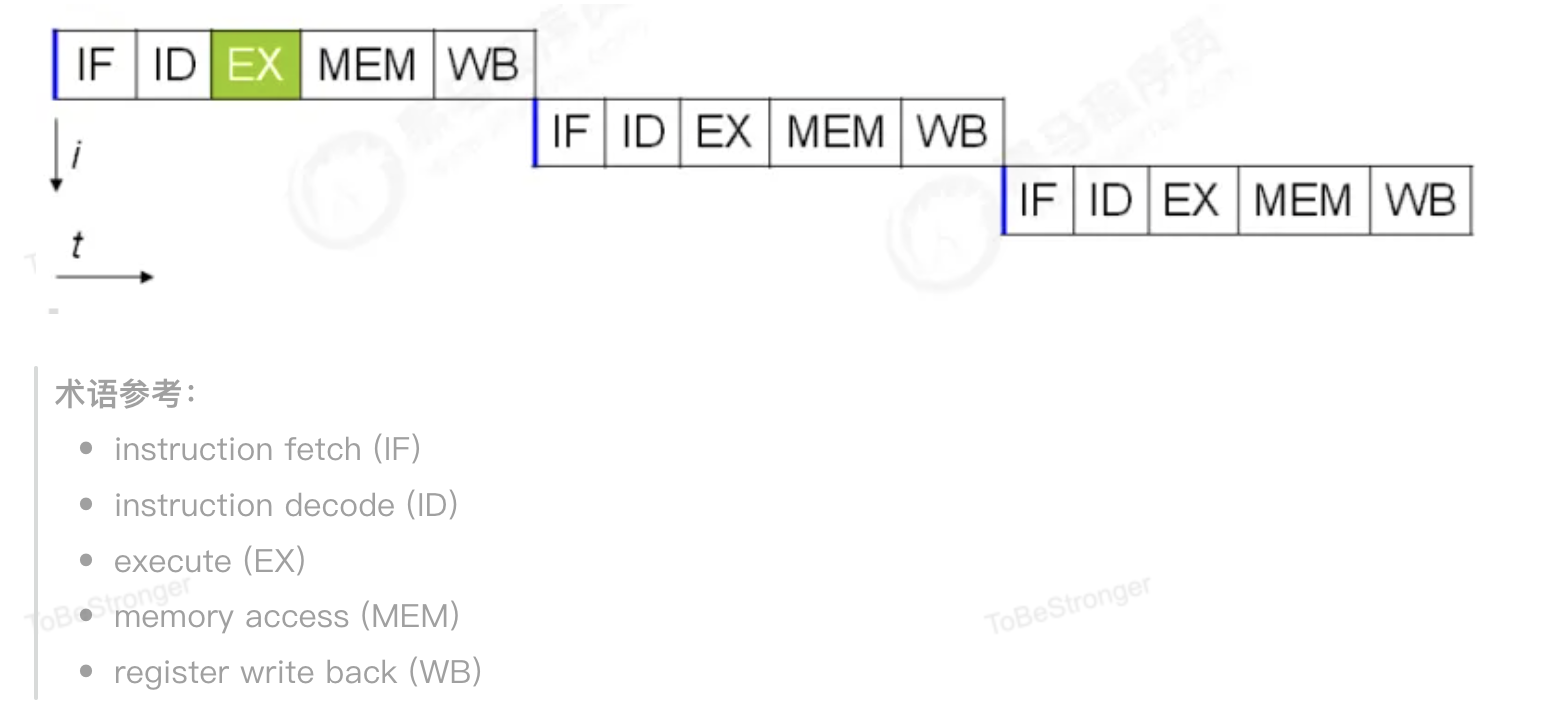 IF ID EX MEM WB
IF ID EX MEM WB
i
IF ID EX MEM WB
t
术语参考：
instruction fetch (IF)
instruction decode (ID)
execute (EX)
ToBeStronger
memory access (MEM)
ToBeStronger
register write back (WB)